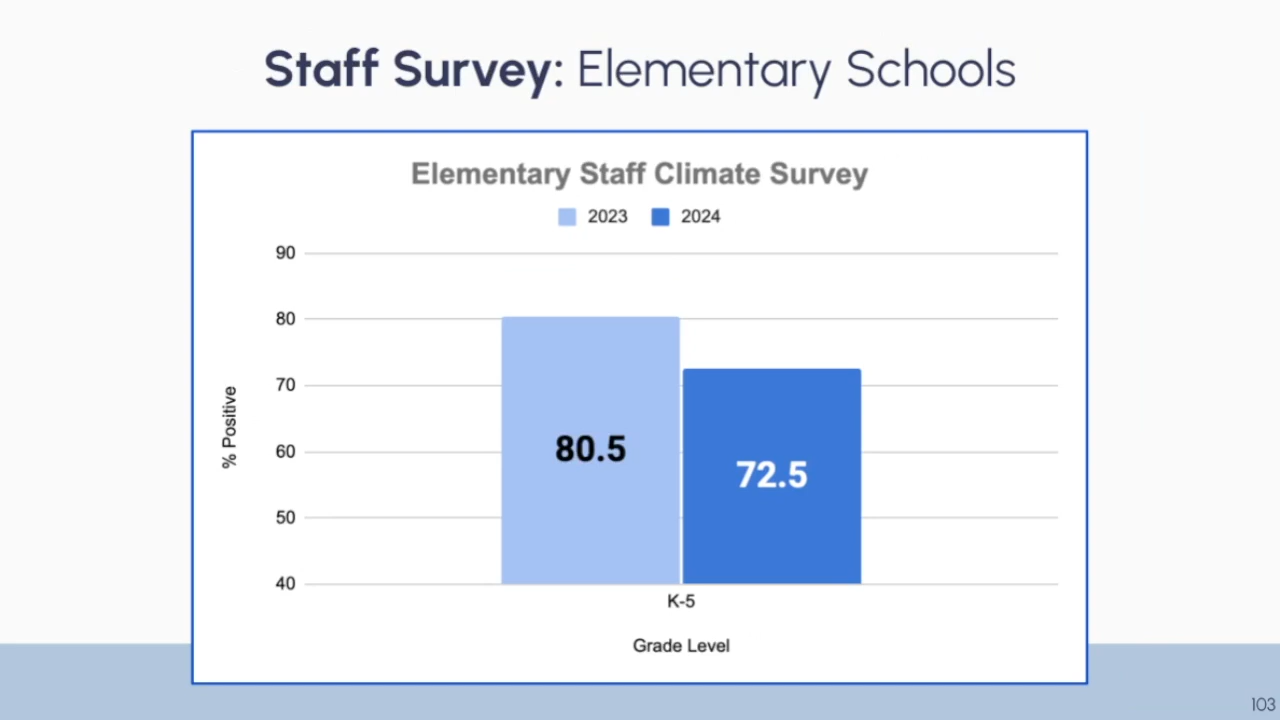 Staff Survey: Elementary Schools
Elementary Staff Climate Survey
2023 2024
90
80
70
60
50
40
% Positive
80.5
72.5
K-5
Grade Level
103